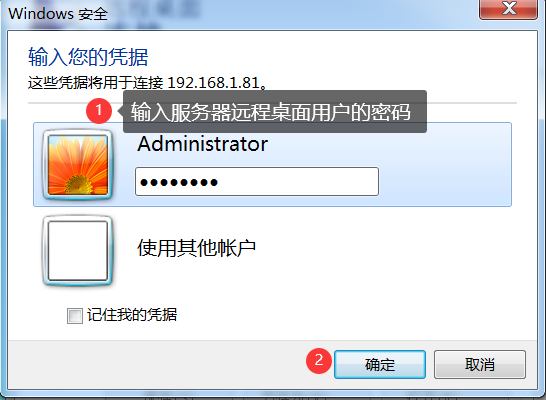 Windows 安全
输入您的凭据
这些凭据将用于连接 192.168.1.81。
1 输入服务器远程桌面用户的密码
Administrator
●●●●●●●●
使用其他帐户
记住我的凭据
2 确定 取消